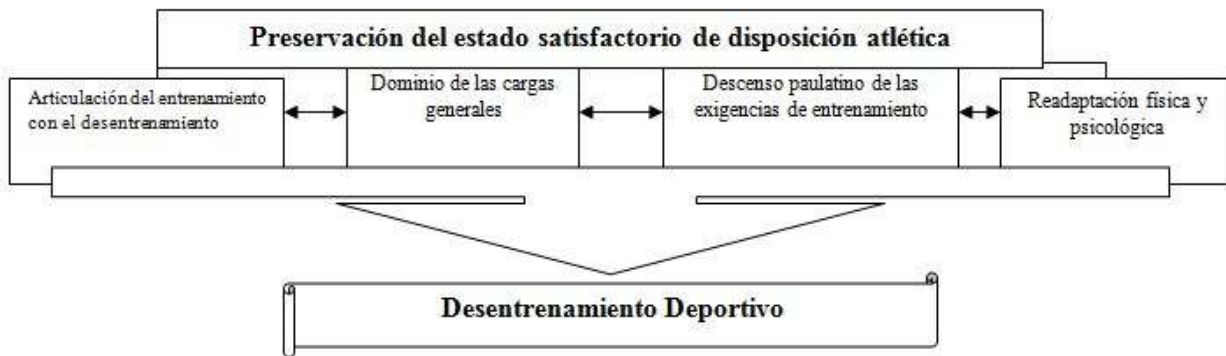 Preservación del estado satisfactorio de disposición atlética
Articulación del entrenamiento
con el desentrenamiento
Dominio de las cargas
generales
Descenso paulatino de las
exigencias de entrenamiento
Readaptación física y
psicológica
Desentrenamiento Deportivo